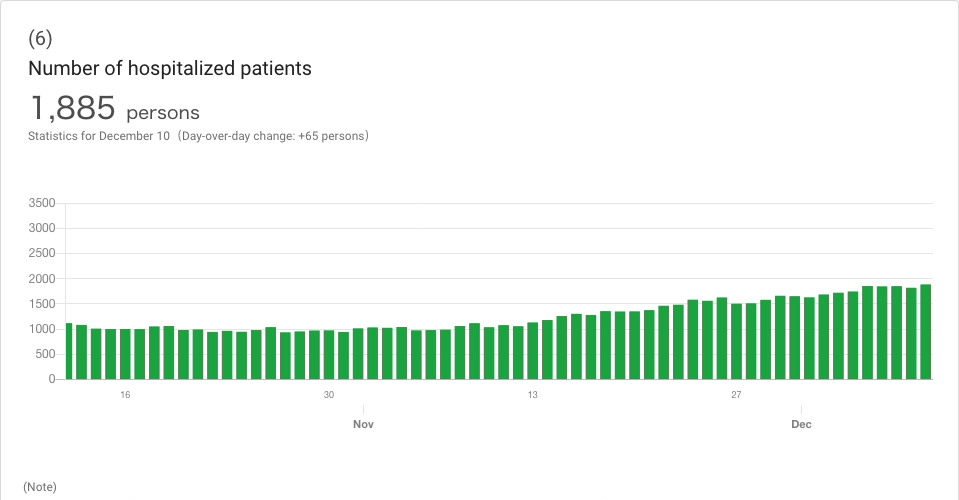 (6)
Number of hospitalized patients
1,885 persons
Statistics for December 10（Day-over-day change: +65 persons）
3500
3000
2500
2000
1500
1000
500
0
16 30 13 27
Nov Dec
(Note)